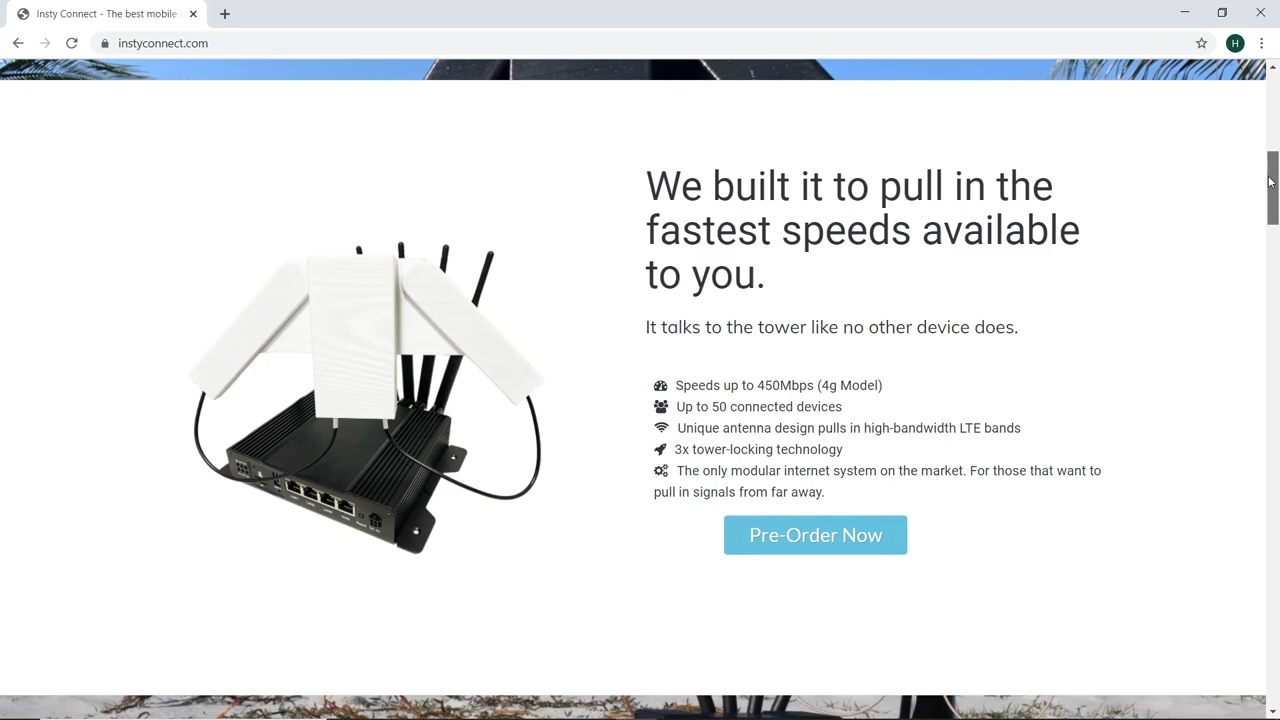 Insty Connect - The best mobile
instyconnect.com
H
We built it to pull in the
fastest speeds available
to you.
It talks to the tower like no other device does.
Speeds up to 450Mbps (4g Model)
Up to 50 connected devices
Unique antenna design pulls in high-bandwidth LTE bands
3x tower-locking technology
The only modular internet system on the market. For those that want to
pull in signals from far away.
Pre-Order Now